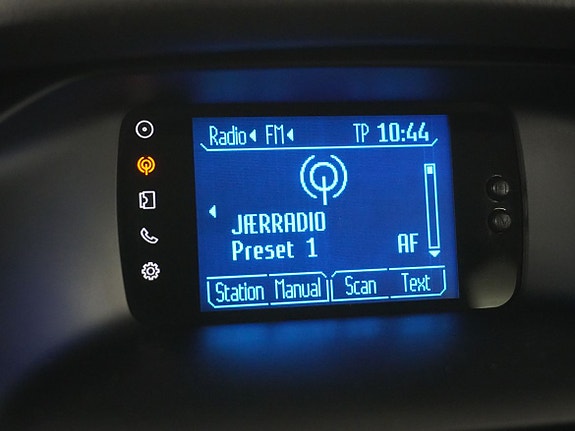 Radio FM TP 10:44
JÆRRADIO
Preset 1 AF
Station Manual Scan Text